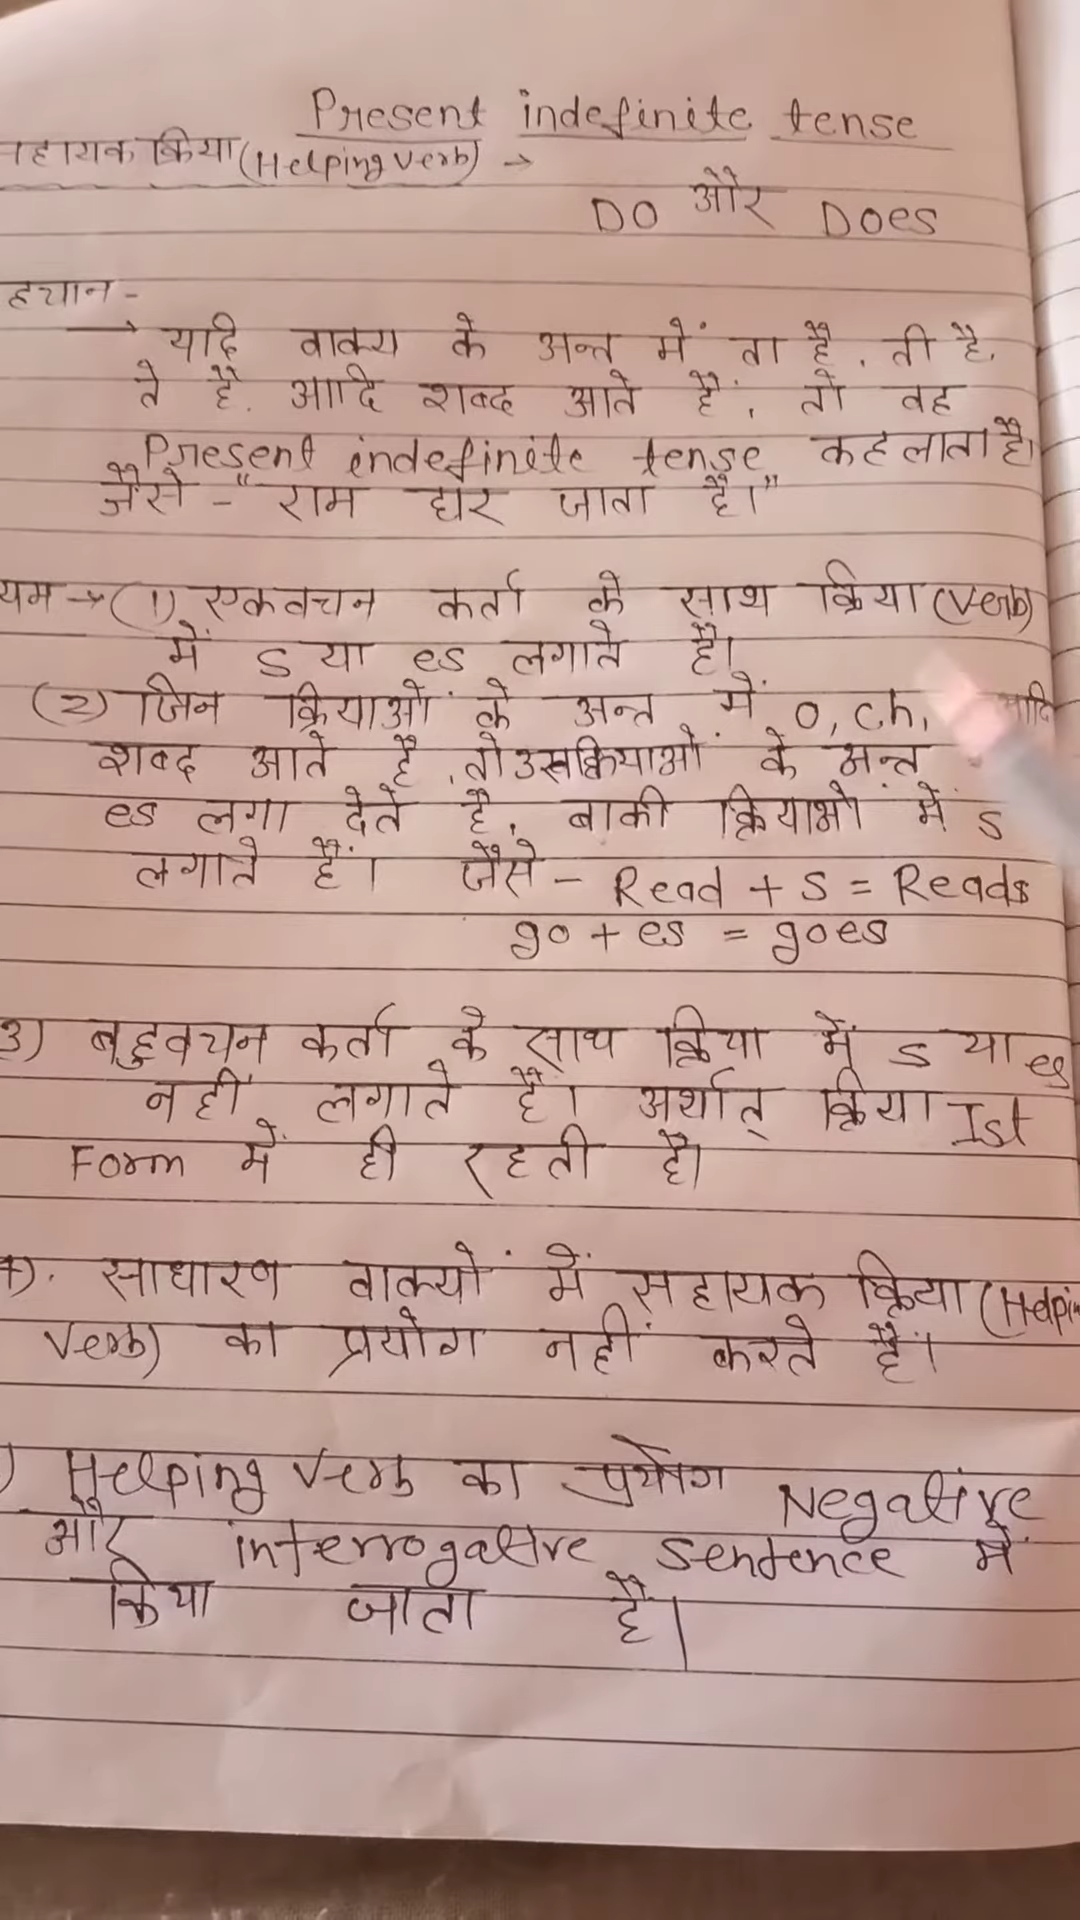 Present indefinite tense
सहायक क्रिया (Helping verb) →
DO और DOES
हचान -
→ यादि वाक्य के अन्त में ता है, ती है,
ते है. आदि शब्द आते हैं, तो वह
Present indefinite tense कहलाता है।
जैसे - "राम घर जाता है।"
यम → (1) एकवचन कर्ता के साथ क्रिया (Verb)
में s या es लगाते है।
(2) जिन क्रियाओं के अन्त में o, ch, आदि
शब्द आते है, तो उस क्रियाओं के अन्त
es लगा देते है, बाकी क्रियाओं में s
लगाते हैं। जैसे - Read + s = Reads
go + es = goes
3) बहुवचन कर्ता के साथ क्रिया में s या es
नहीं लगाते है। अर्थात् क्रिया Ist
Form में ही रहती है।
4). साधारण वाक्यों में सहायक क्रिया (Helpin
Verb) का प्रयोग नहीं करते हैं।
) Helping Verb का प्रयोग Negative
और interrogative sentence में
किया जाता है।